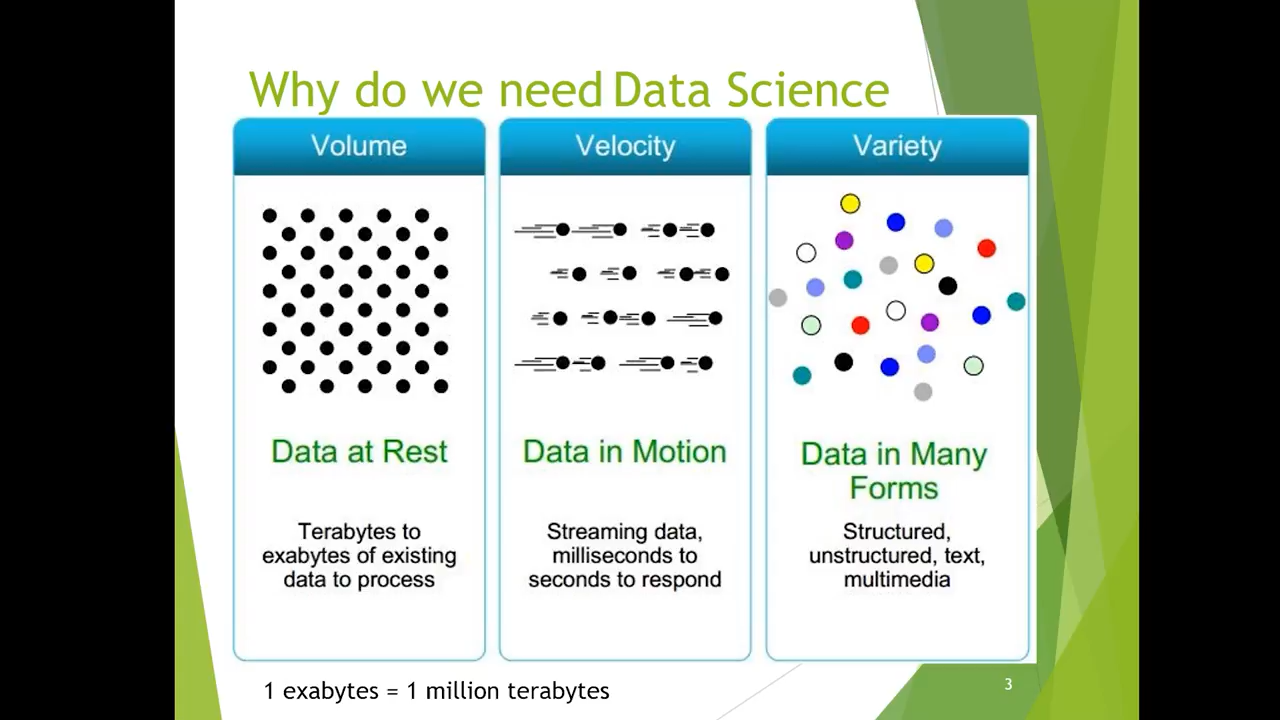 Why do we need Data Science
Volume
Data at Rest
Terabytes to
exabytes of existing
data to process
Velocity
Data in Motion
Streaming data,
milliseconds to
seconds to respond
Variety
Data in Many
Forms
Structured,
unstructured, text,
multimedia
1 exabytes = 1 million terabytes
3